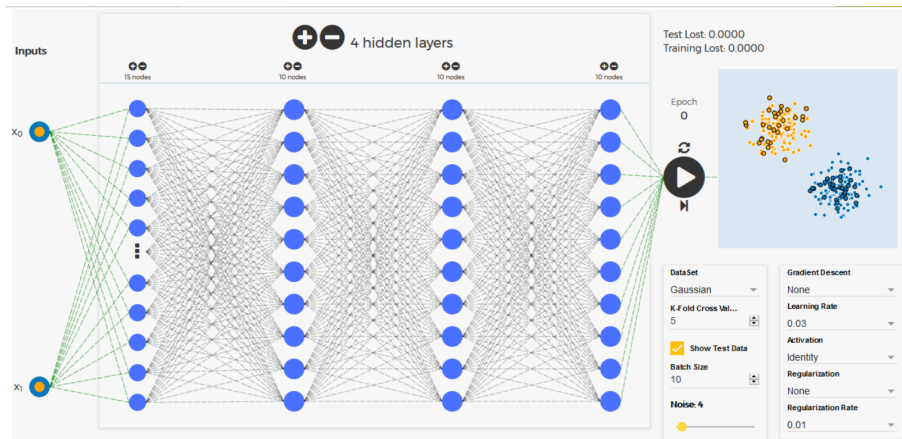 Inputs
4 hidden layers
15 nodes
10 nodes
10 nodes
10 nodes
x0
x1
Test Lost: 0.0000
Training Lost: 0.0000
Epoch
0
DataSet
Gaussian
K-Fold Cross Val...
5
Show Test Data
Batch Size
10
Noise: 4
Gradient Descent
None
Learning Rate
0.03
Activation
Identity
Regularization
None
Regularization Rate
0.01